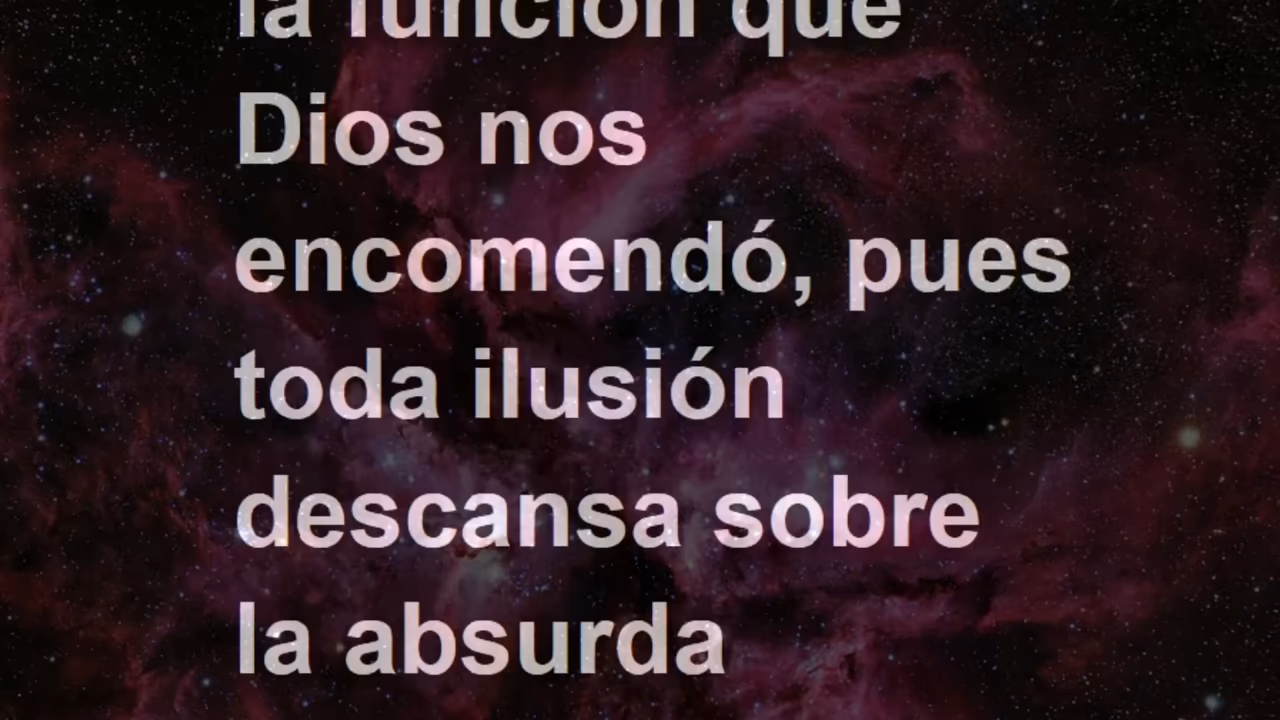 la función que
Dios nos
encomendó, pues
toda ilusión
descansa sobre
la absurda